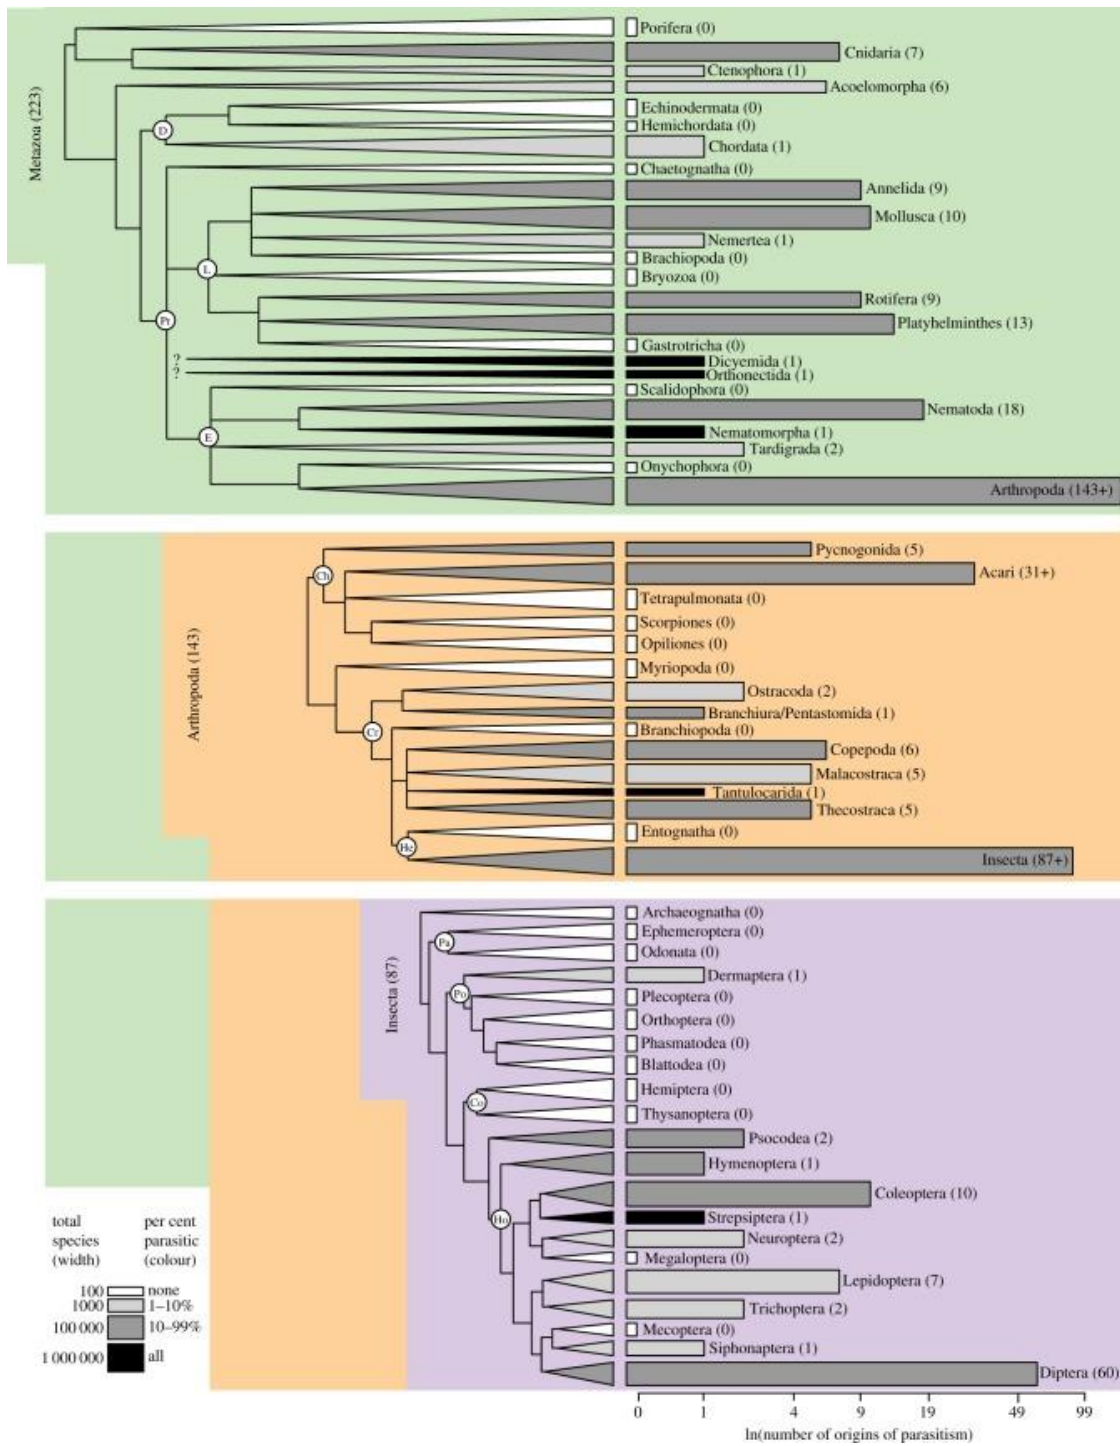 Metazoa (223)
Porifera (0)
Cnidaria (7)
Ctenophora (1)
Acoelomorpha (6)
Echinodermata (0)
D
Hemichordata (0)
Chordata (1)
Chaetognatha (0)
Annelida (9)
Mollusca (10)
Nemertea (1)
Brachiopoda (0)
L
Bryozoa (0)
Rotifera (9)
Pr
Platyhelminthes (13)
Gastrotricha (0)
? Dicyemida (1)
? Orthonectida (1)
Scalidophora (0)
Nematoda (18)
E
Nematomorpha (1)
Tardigrada (2)
Onychophora (0)
Arthropoda (143+)
Arthropoda (143)
Pycnogonida (5)
Ch
Acari (31+)
Tetrapulmonata (0)
Scorpiones (0)
Opiliones (0)
Myriopoda (0)
Ostracoda (2)
Branchiura/Pentastomida (1)
Cr
Branchiopoda (0)
Copepoda (6)
Malacostraca (5)
Tantulocarida (1)
Thecostraca (5)
Entognatha (0)
He
Insecta (87+)
Insecta (87)
Archaeognatha (0)
Ephemeroptera (0)
Pa
Odonata (0)
Dermaptera (1)
Po
Plecoptera (0)
Orthoptera (0)
Phasmatodea (0)
Blattodea (0)
Hemiptera (0)
Co
Thysanoptera (0)
Psocodea (2)
Hymenoptera (1)
Coleoptera (10)
Ho
Strepsiptera (1)
Neuroptera (2)
Megaloptera (0)
Lepidoptera (7)
Trichoptera (2)
Mecoptera (0)
Siphonaptera (1)
Diptera (60)
total per cent
species parasitic
(width) (colour)
100 none
1000 1–10%
100 000 10–99%
1 000 000 all
0 1 4 9 19 49 99
ln(number of origins of parasitism)